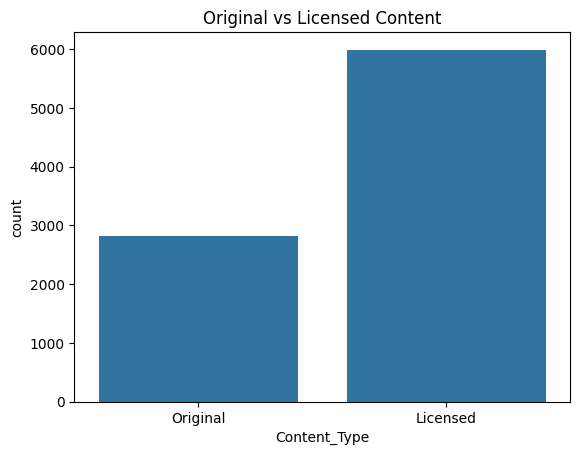 Original vs Licensed Content
6000
5000
4000
3000
2000
1000
0
count
Original Licensed
Content_Type